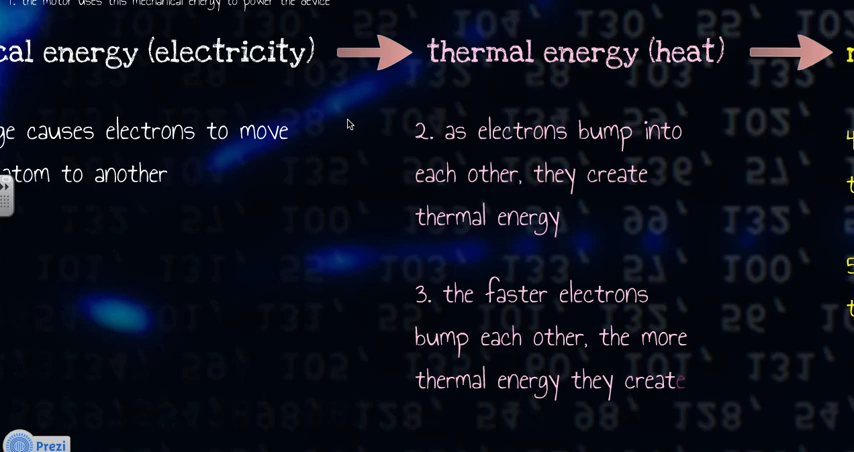 1. the motor uses this mechanical energy to power the device
cal energy (electricity)
thermal energy (heat)
ge causes electrons to move
atom to another
2. as electrons bump into
each other, they create
thermal energy
3. the faster electrons
bump each other, the more
thermal energy they create
Prezi